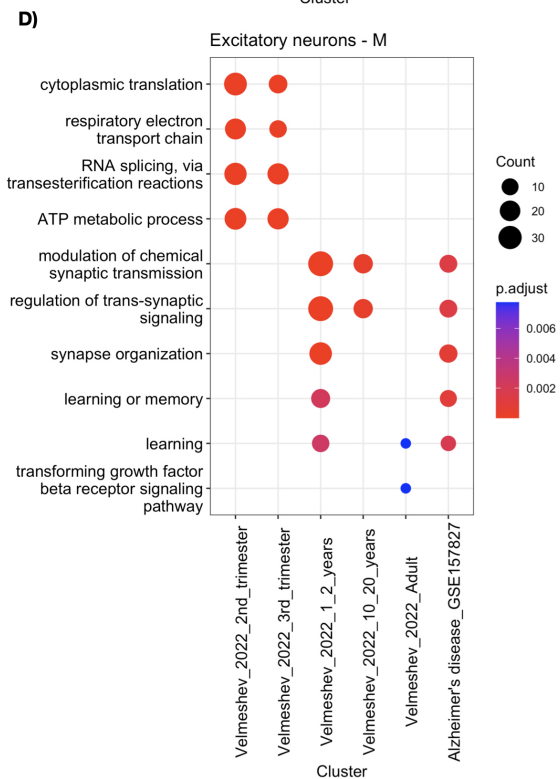 Cluster
D)
Excitatory neurons - M
cytoplasmic translation
respiratory electron
transport chain
RNA splicing, via
transesterification reactions
ATP metabolic process
modulation of chemical
synaptic transmission
regulation of trans-synaptic
signaling
synapse organization
learning or memory
learning
transforming growth factor
beta receptor signaling
pathway
Count
10
20
30
p.adjust
0.006
0.004
0.002
Velmeshev_2022_2nd_trimester
Velmeshev_2022_3rd_trimester
Velmeshev_2022_1_2_years
Velmeshev_2022_10_20_years
Velmeshev_2022_Adult
Alzheimer's disease_GSE157827
Cluster